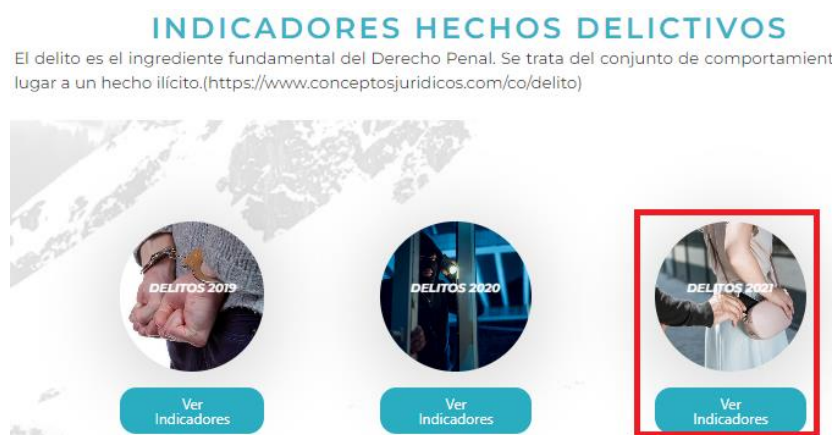 INDICADORES HECHOS DELICTIVOS
El delito es el ingrediente fundamental del Derecho Penal. Se trata del conjunto de comportamient
lugar a un hecho ilícito.(https://www.conceptosjuridicos.com/co/delito)
DELITOS 2019
DELITOS 2020
DELITOS 2021
Ver
Indicadores
Ver
Indicadores
Ver
Indicadores